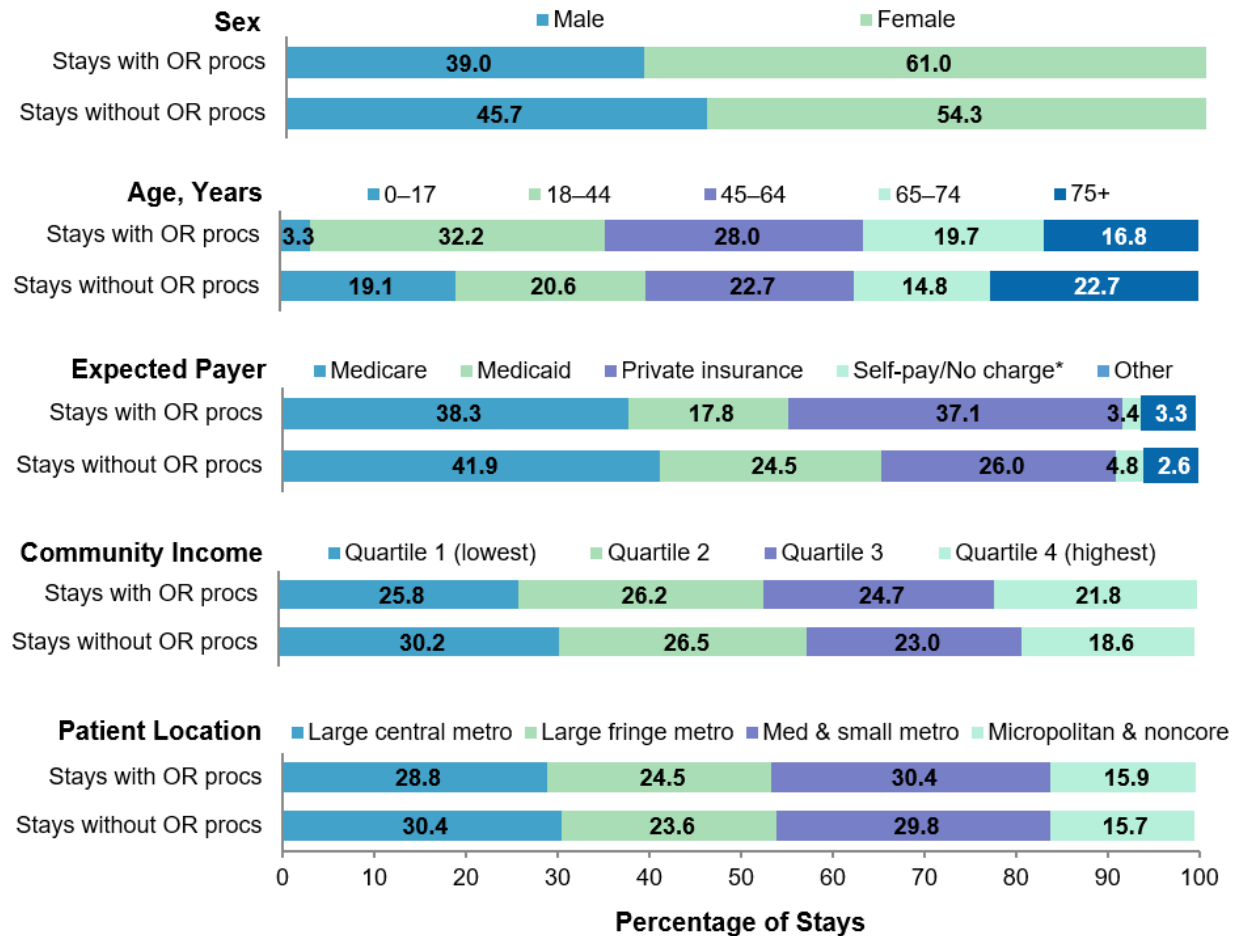 Sex
Male Female
Stays with OR procs 39.0 61.0
Stays without OR procs 45.7 54.3
Age, Years
0–17 18–44 45–64 65–74 75+
Stays with OR procs 3.3 32.2 28.0 19.7 16.8
Stays without OR procs 19.1 20.6 22.7 14.8 22.7
Expected Payer
Medicare Medicaid Private insurance Self-pay/No charge* Other
Stays with OR procs 38.3 17.8 37.1 3.4 3.3
Stays without OR procs 41.9 24.5 26.0 4.8 2.6
Community Income
Quartile 1 (lowest) Quartile 2 Quartile 3 Quartile 4 (highest)
Stays with OR procs 25.8 26.2 24.7 21.8
Stays without OR procs 30.2 26.5 23.0 18.6
Patient Location
Large central metro Large fringe metro Med & small metro Micropolitan & noncore
Stays with OR procs 28.8 24.5 30.4 15.9
Stays without OR procs 30.4 23.6 29.8 15.7
0 10 20 30 40 50 60 70 80 90 100
Percentage of Stays